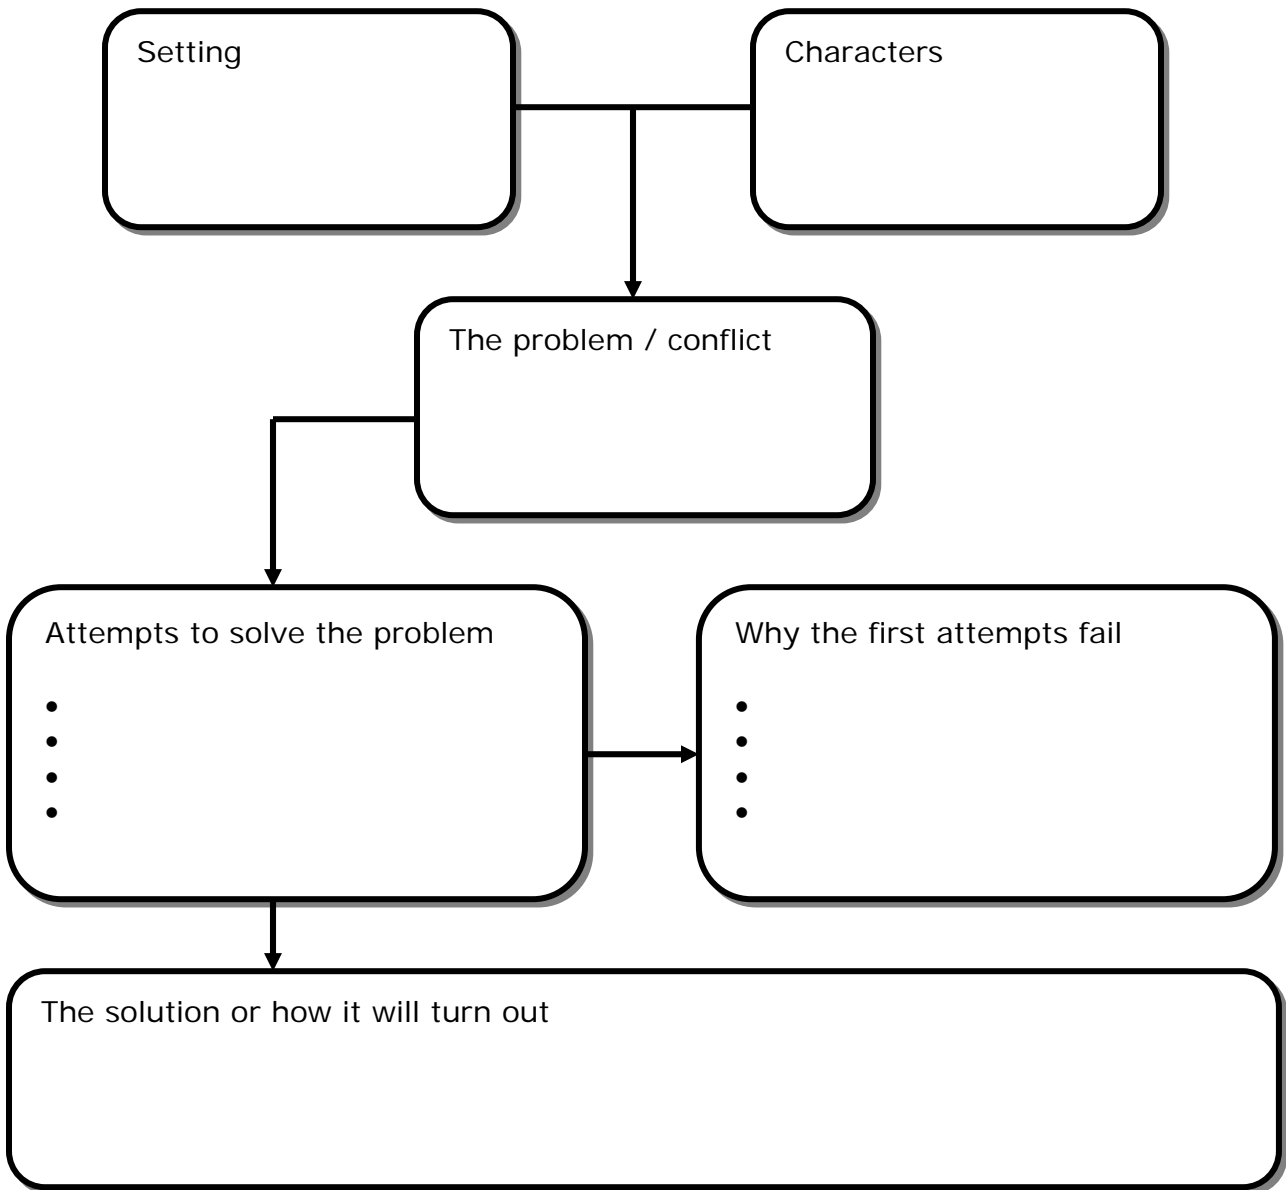 Setting
Characters
The problem / conflict
Attempts to solve the problem
•
•
•
•
Why the first attempts fail
•
•
•
•
The solution or how it will turn out